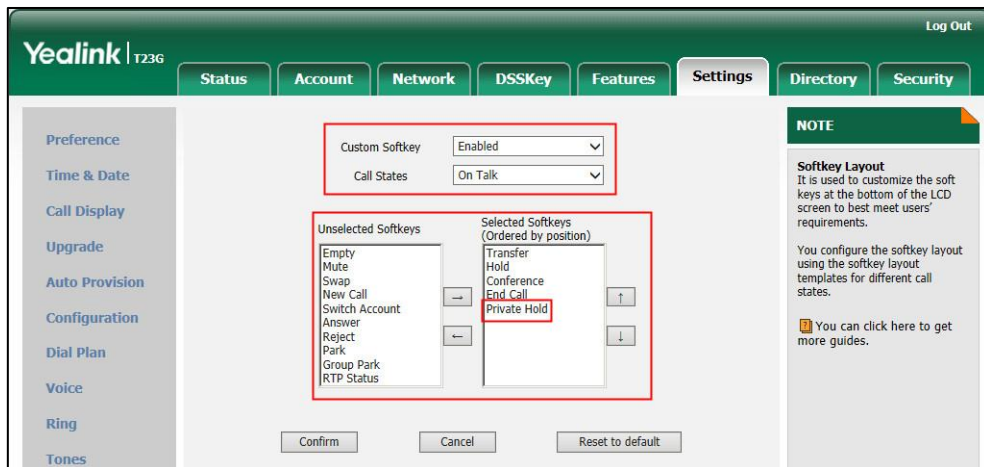 Log Out
Yealink T23G
Status Account Network DSSKey Features Settings Directory Security
Preference
Time & Date
Call Display
Upgrade
Auto Provision
Configuration
Dial Plan
Voice
Ring
Tones
Custom Softkey Enabled
Call States On Talk
Unselected Softkeys
Empty
Mute
Swap
New Call
Switch Account
Answer
Reject
Park
Group Park
RTP Status
→
←
Selected Softkeys
(Ordered by position)
Transfer
Hold
Conference
End Call
Private Hold
↑
↓
Confirm Cancel Reset to default
NOTE
Softkey Layout
It is used to customize the soft
keys at the bottom of the LCD
screen to best meet users'
requirements.
You configure the softkey layout
using the softkey layout
templates for different call
states.
You can click here to get
more guides.